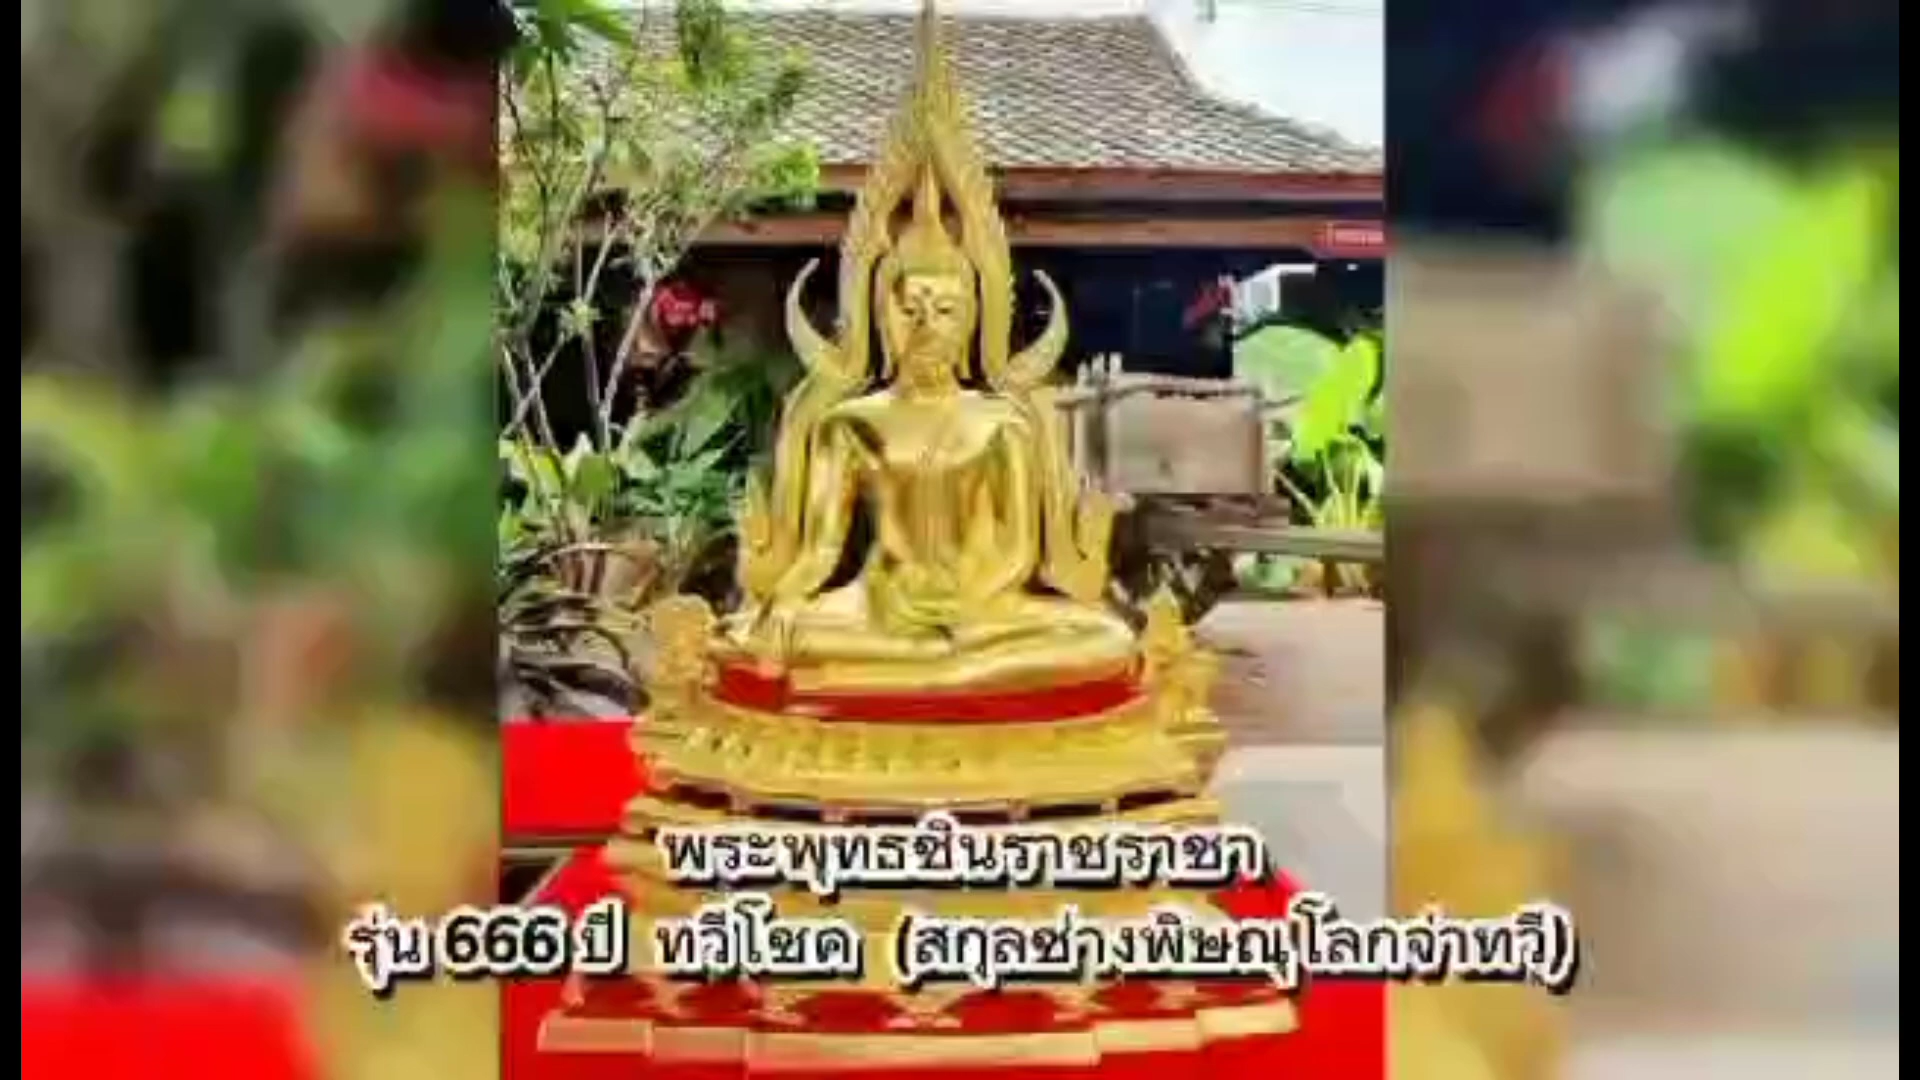 พระพุทธชินราชราชา
รุ่น 666 ปี ทวีโชค (สกุลช่างพิษณุโลกจ่าทวี)